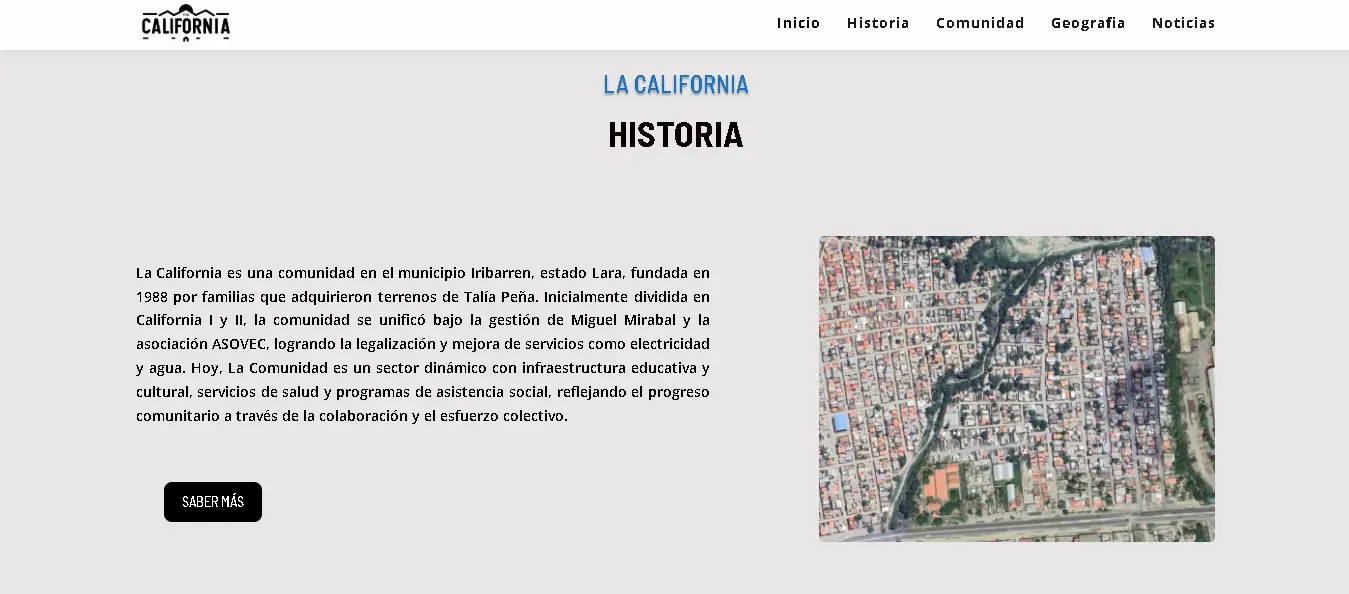 CALIFORNIA
Inicio Historia Comunidad Geografia Noticias
LA CALIFORNIA
HISTORIA
La California es una comunidad en el municipio Iribarren, estado Lara, fundada en
1988 por familias que adquirieron terrenos de Talía Peña. Inicialmente dividida en
California I y II, la comunidad se unificó bajo la gestión de Miguel Mirabal y la
asociación ASOVEC, logrando la legalización y mejora de servicios como electricidad
y agua. Hoy, La Comunidad es un sector dinámico con infraestructura educativa y
cultural, servicios de salud y programas de asistencia social, reflejando el progreso
comunitario a través de la colaboración y el esfuerzo colectivo.
SABER MÁS